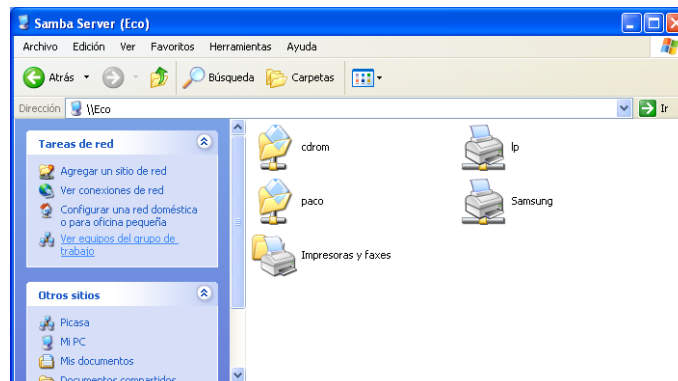 Samba Server (Eco)
Archivo Edición Ver Favoritos Herramientas Ayuda
Atrás Búsqueda Carpetas
Dirección \\Eco Ir
Tareas de red
Agregar un sitio de red
Ver conexiones de red
Configurar una red doméstica
o para oficina pequeña
Ver equipos del grupo de
trabajo
Otros sitios
Picasa
Mi PC
Mis documentos
Documentos compartidos
cdrom
lp
paco
Samsung
Impresoras y faxes